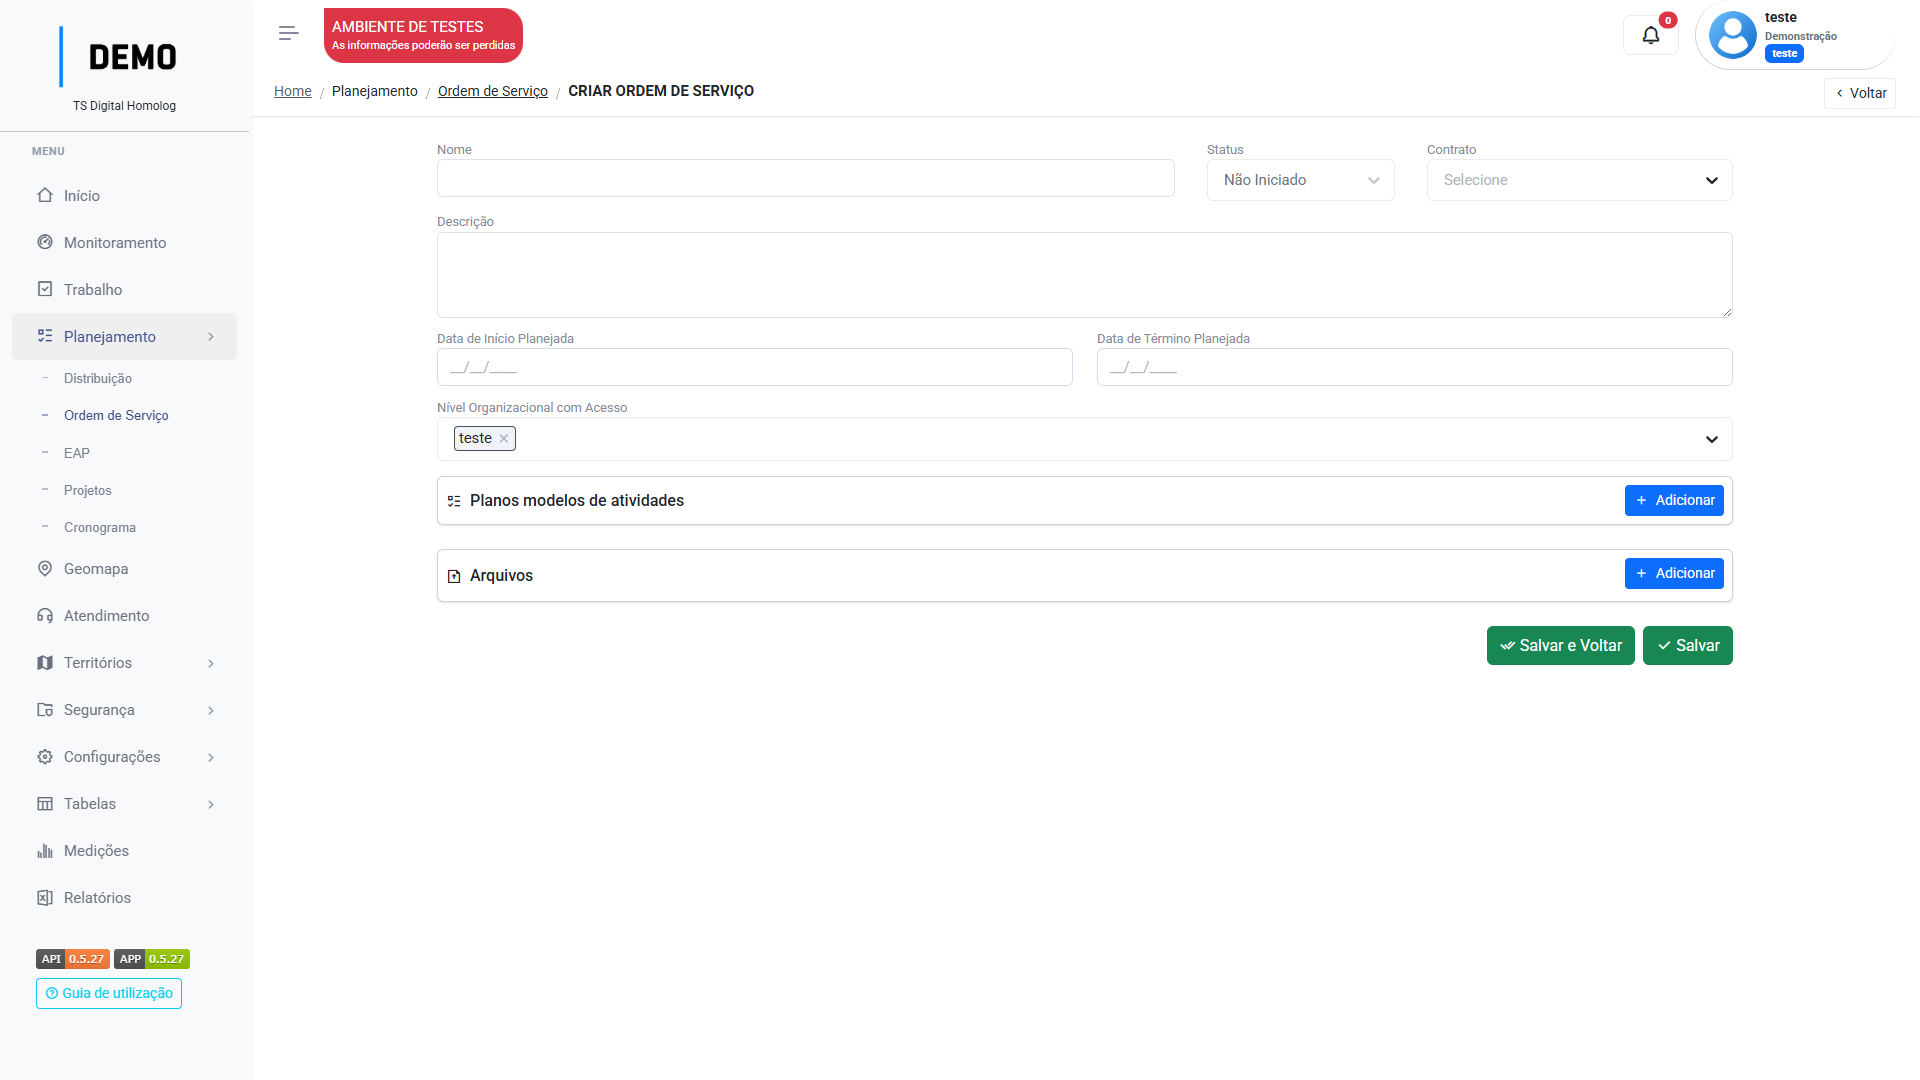 DEMO
TS Digital Homolog
MENU
Início
Monitoramento
Trabalho
Planejamento
Distribuição
Ordem de Serviço
EAP
Projetos
Cronograma
Geomapa
Atendimento
Territórios
Segurança
Configurações
Tabelas
Medições
Relatórios
API 0.5.27 APP 0.5.27
Guia de utilização
AMBIENTE DE TESTES
As informações poderão ser perdidas
0
teste
Demonstração
teste
Home / Planejamento / Ordem de Serviço / CRIAR ORDEM DE SERVIÇO
Voltar
Nome
Status
Não Iniciado
Contrato
Selecione
Descrição
Data de Início Planejada
__/__/____
Data de Término Planejada
__/__/____
Nível Organizacional com Acesso
teste
Planos modelos de atividades
Adicionar
Arquivos
Adicionar
Salvar e Voltar
Salvar